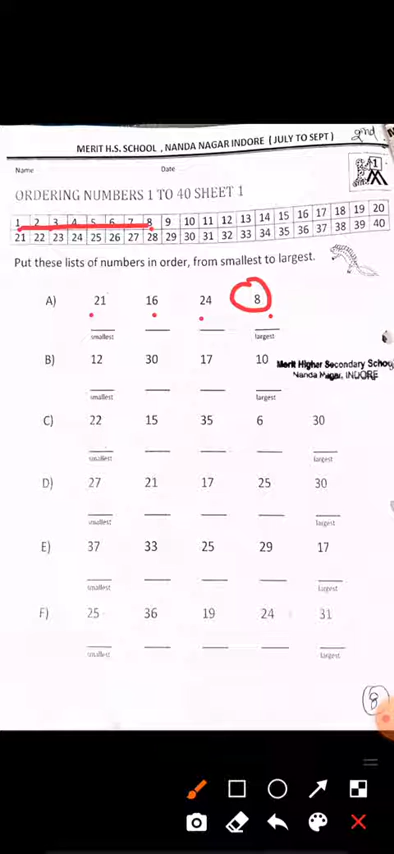 MERIT H.S. SCHOOL , NANDA NAGAR INDORE ( JULY TO SEPT )
Name Date
ORDERING NUMBERS 1 TO 40 SHEET 1
1 2 3 4 5 6 7 8 9 10 11 12 13 14 15 16 17 18 19 20
21 22 23 24 25 26 27 28 29 30 31 32 33 34 35 36 37 38 39 40
Put these lists of numbers in order, from smallest to largest.
A) 21 16 24 8
smallest largest
B) 12 30 17 10
Merit Higher Secondary School
Nanda Nagar, INDORE
smallest largest
C) 22 15 35 6 30
smallest largest
D) 27 21 17 25 30
smallest largest
E) 37 33 25 29 17
smallest largest
F) 25 36 19 24 31
smallest largest
8